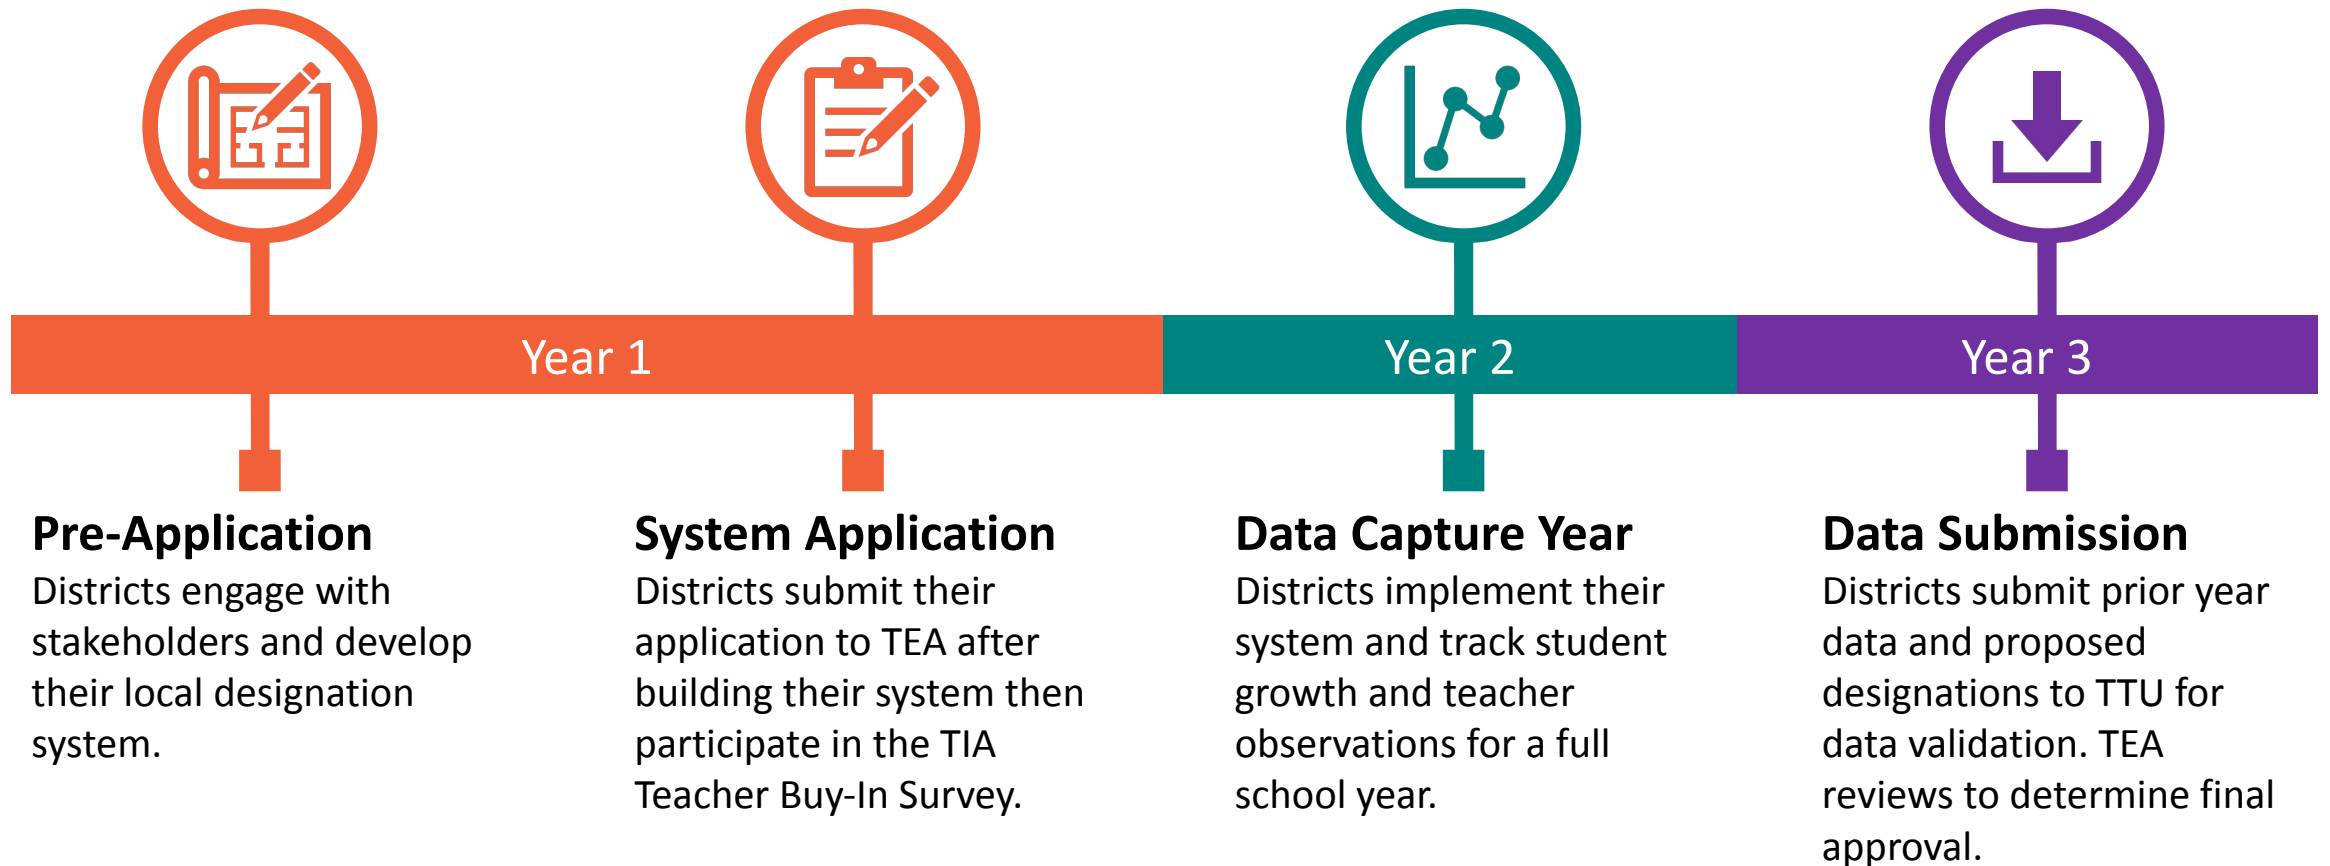 Year 1
Year 2
Year 3
Pre-Application
Districts engage with
stakeholders and develop
their local designation
system.
System Application
Districts submit their
application to TEA after
building their system then
participate in the TIA
Teacher Buy-In Survey.
Data Capture Year
Districts implement their
system and track student
growth and teacher
observations for a full
school year.
Data Submission
Districts submit prior year
data and proposed
designations to TTU for
data validation. TEA
reviews to determine final
approval.